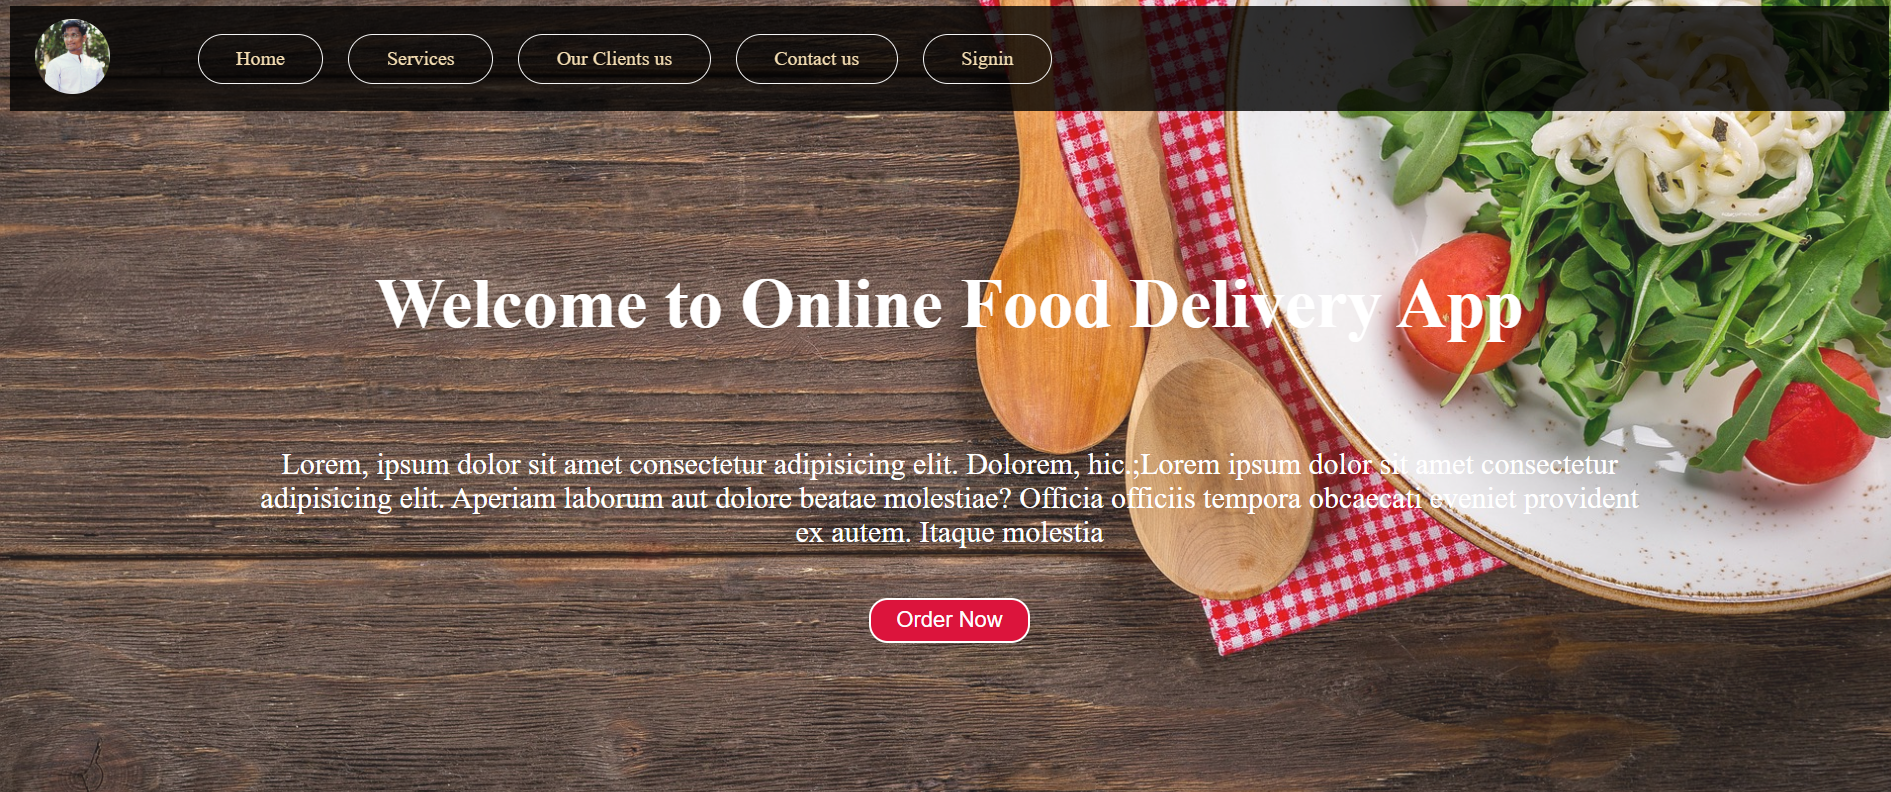 Home Services Our Clients us Contact us Signin
Welcome to Online Food Delivery App
Lorem, ipsum dolor sit amet consectetur adipisicing elit. Dolorem, hic.;Lorem ipsum dolor sit amet consectetur
adipisicing elit. Aperiam laborum aut dolore beatae molestiae? Officia officiis tempora obcaecati eveniet provident
ex autem. Itaque molestia
Order Now